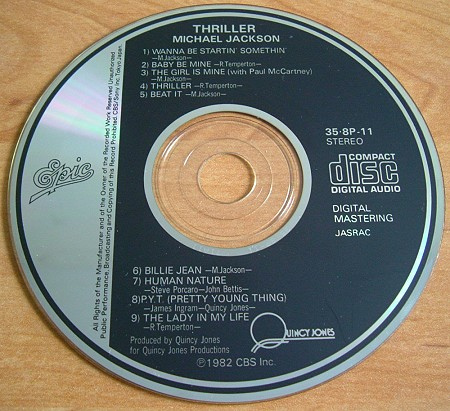 THRILLER
MICHAEL JACKSON
1) WANNA BE STARTIN' SOMETHIN'
—M.Jackson—
2) BABY BE MINE —R.Temperton—
3) THE GIRL IS MINE (with Paul McCartney)
—M.Jackson—
4) THRILLER —R.Temperton—
5) BEAT IT —M.Jackson—
35·8P-11
STEREO
COMPACT
disc
DIGITAL AUDIO
DIGITAL
MASTERING
JASRAC
Epic
All Rights of the Manufacturer and of the Owner of the Recorded Work Reserved Unauthorized
Public Performance, Broadcasting and Copying of this Record Prohibited CBS/Sony Inc. Tokyo Japan.
6) BILLIE JEAN —M.Jackson—
7) HUMAN NATURE
—Steve Porcaro—John Bettis—
8) P.Y.T. (PRETTY YOUNG THING)
—James Ingram—Quincy Jones—
9) THE LADY IN MY LIFE
—R.Temperton—
Produced by Quincy Jones
for Quincy Jones Productions
QUINCY JONES
℗1982 CBS Inc.